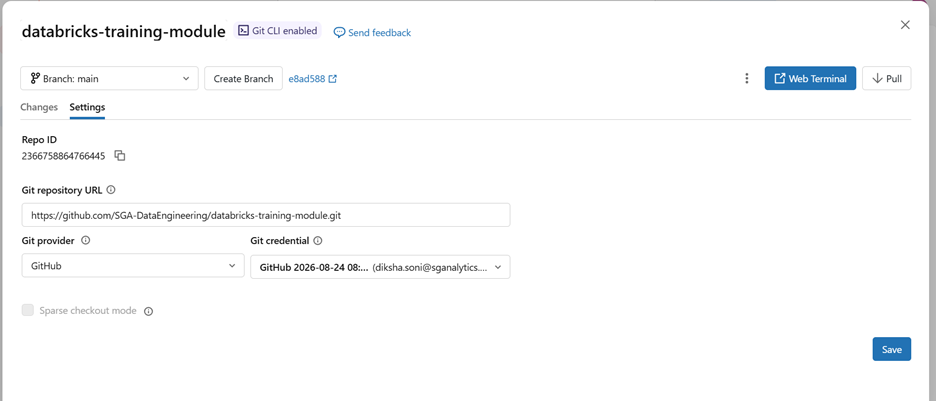 databricks-training-module Git CLI enabled Send feedback
Branch: main Create Branch e8ad588 Web Terminal Pull
Changes Settings
Repo ID
2366758864766445
Git repository URL
https://github.com/SGA-DataEngineering/databricks-training-module.git
Git provider Git credential
GitHub GitHub 2026-08-24 08:... (diksha.soni@sganalytics....
Sparse checkout mode
Save